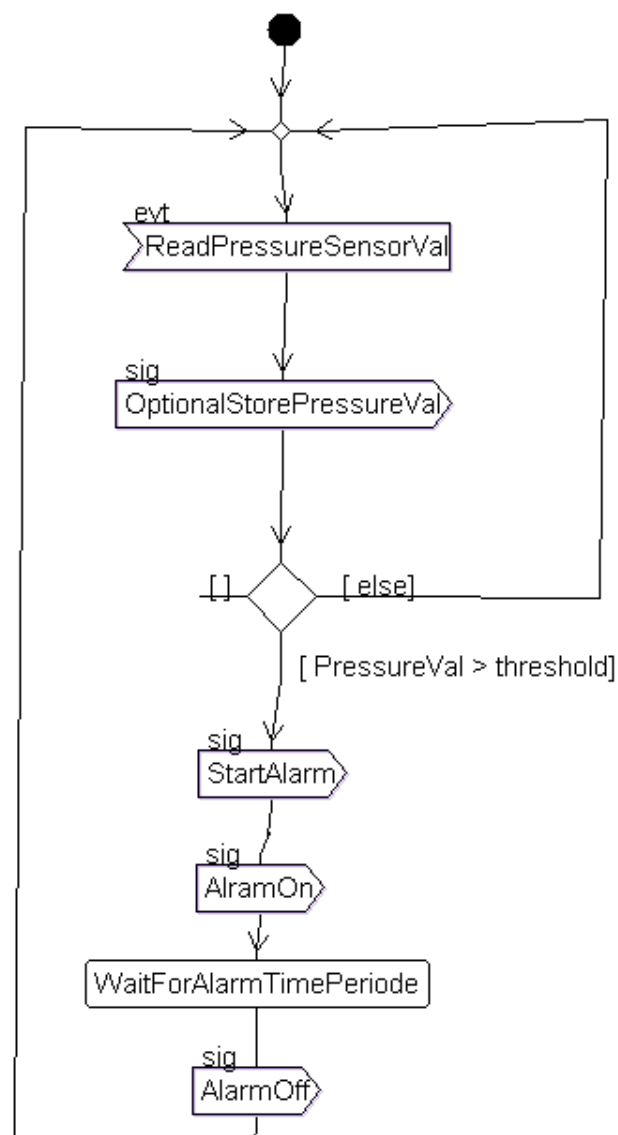 evt
ReadPressureSensorVal
sig
OptionalStorePressureVal
[ ] [ else]
[ PressureVal > threshold]
sig
StartAlarm
sig
AlramOn
WaitForAlarmTimePeriode
sig
AlarmOff